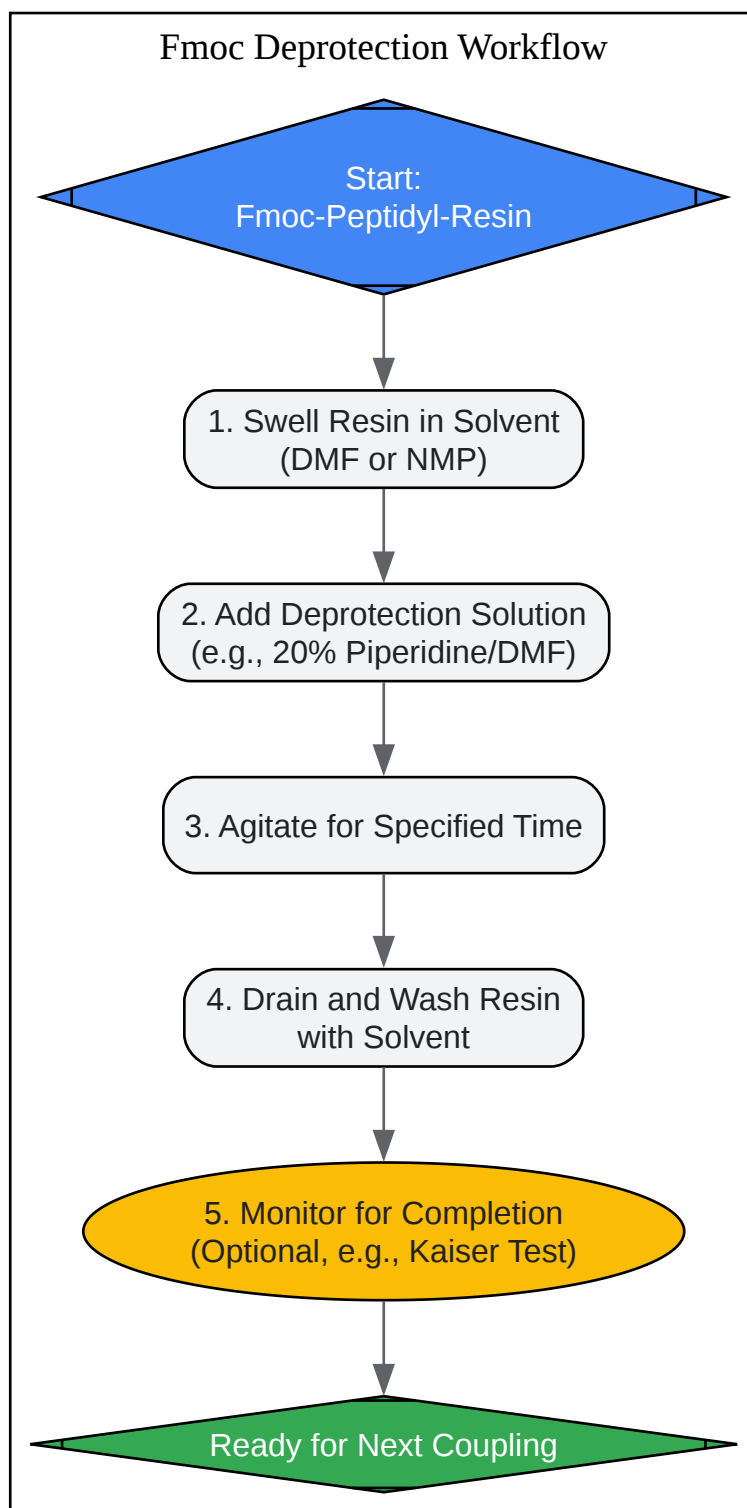 Fmoc Deprotection Workflow
Start:
Fmoc-Peptidyl-Resin
1. Swell Resin in Solvent
(DMF or NMP)
2. Add Deprotection Solution
(e.g., 20% Piperidine/DMF)
3. Agitate for Specified Time
4. Drain and Wash Resin
with Solvent
5. Monitor for Completion
(Optional, e.g., Kaiser Test)
Ready for Next Coupling